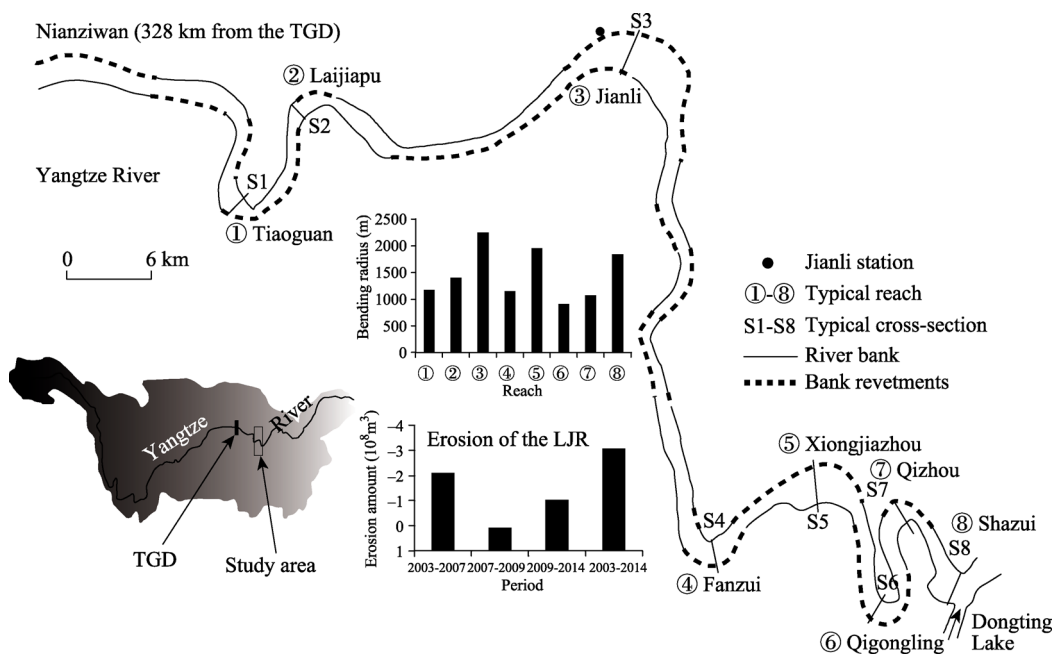 Nianziwan (328 km from the TGD)
S3
② Laijiapu
③ Jianli
S2
Yangtze River
S1
① Tiaoguan
0 6 km
Bending radius (m)
2500
2000
1500
1000
500
0
① ② ③ ④ ⑤ ⑥ ⑦ ⑧
Reach
Jianli station
①-⑧ Typical reach
S1-S8 Typical cross-section
River bank
Bank revetments
Yangtze River
TGD
Study area
Erosion of the LJR
Erosion amount (10⁸m³)
−4
−3
−2
−1
0
1
2003-2007 2007-2009 2009-2014 2003-2014
Period
⑤ Xiongjiazhou
⑦ Qizhou
S7
S5
S4
⑧ Shazui
S8
④ Fanzui
S6
⑥ Qigongling
Dongting
Lake